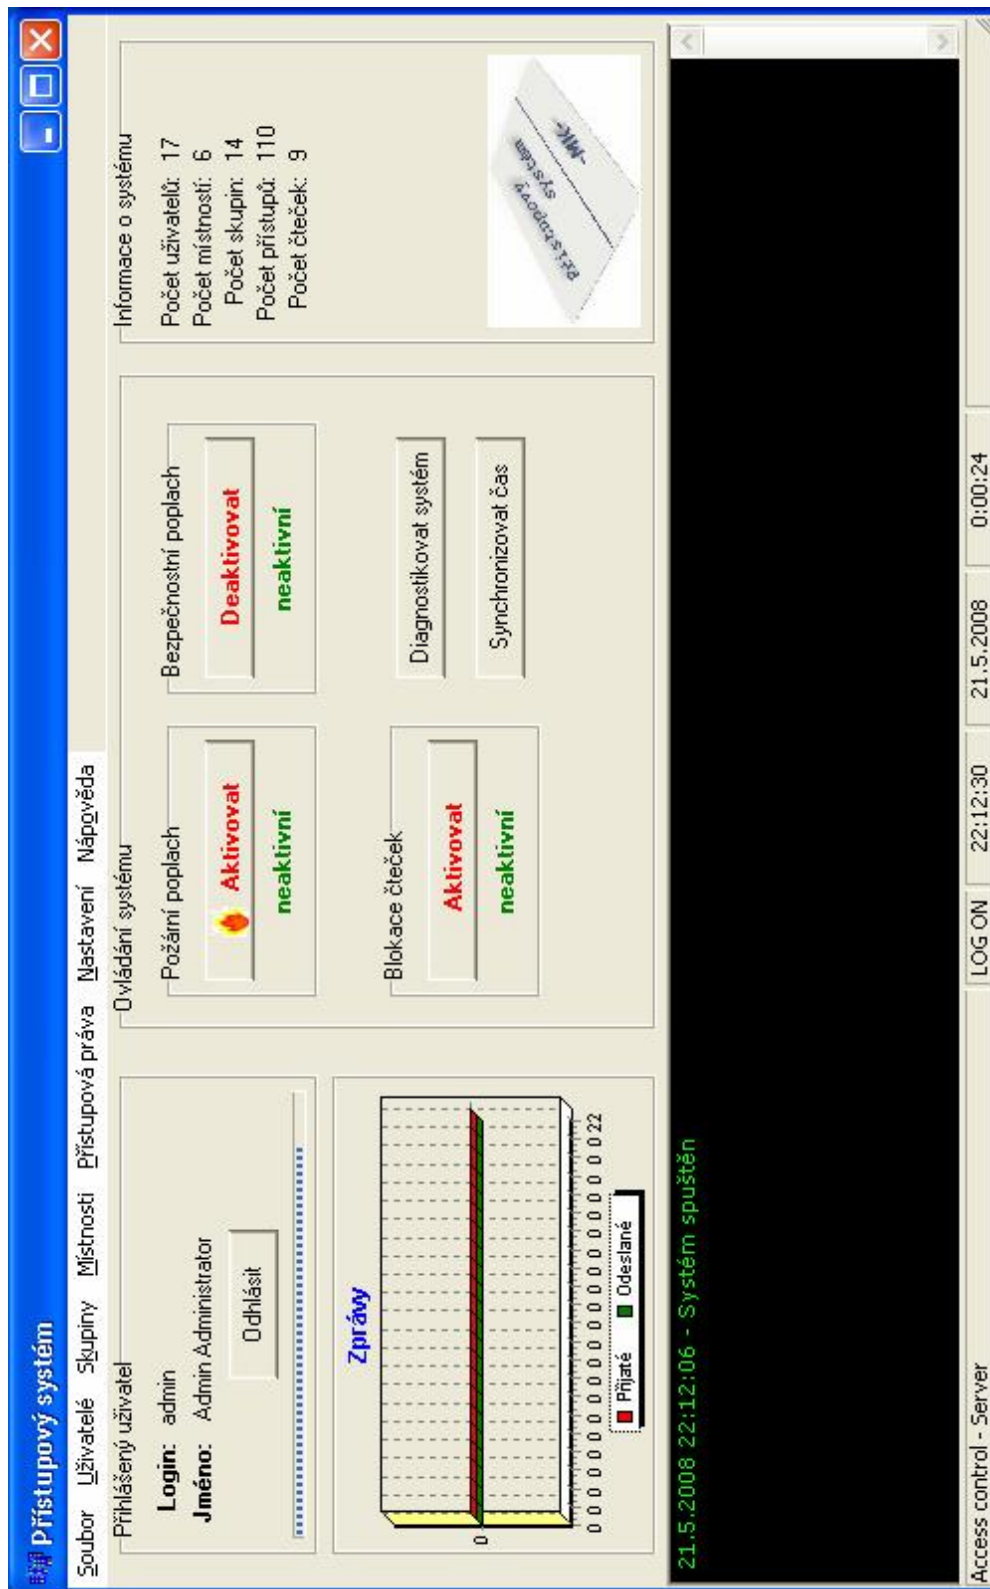 Přístupový systém
Soubor Uživatelé Skupiny Místnosti Přístupová práva Nastavení Nápověda
Přihlášený uživatel
Login: admin
Jméno: Admin Administrator
Odhlásit
Zprávy
0
0 0 0 0 0 0 0 0 0 0 0 0 0 0 0 0 0 0 0 0 0 22
Přijaté Odeslané
Ovládání systému
Požární poplach
Aktivovat
neaktivní
Bezpečnostní poplach
Deaktivovat
neaktivní
Blokace čteček
Aktivovat
neaktivní
Diagnostikovat systém
Synchronizovat čas
Informace o systému
Počet uživatelů: 17
Počet místností: 6
Počet skupin: 14
Počet přístupů: 110
Počet čteček: 9
Přístupový
systém
-MK-
21.5.2008 22:12:06 - Systém spuštěn
Access control - Server LOG ON 22:12:30 21.5.2008 0:00:24